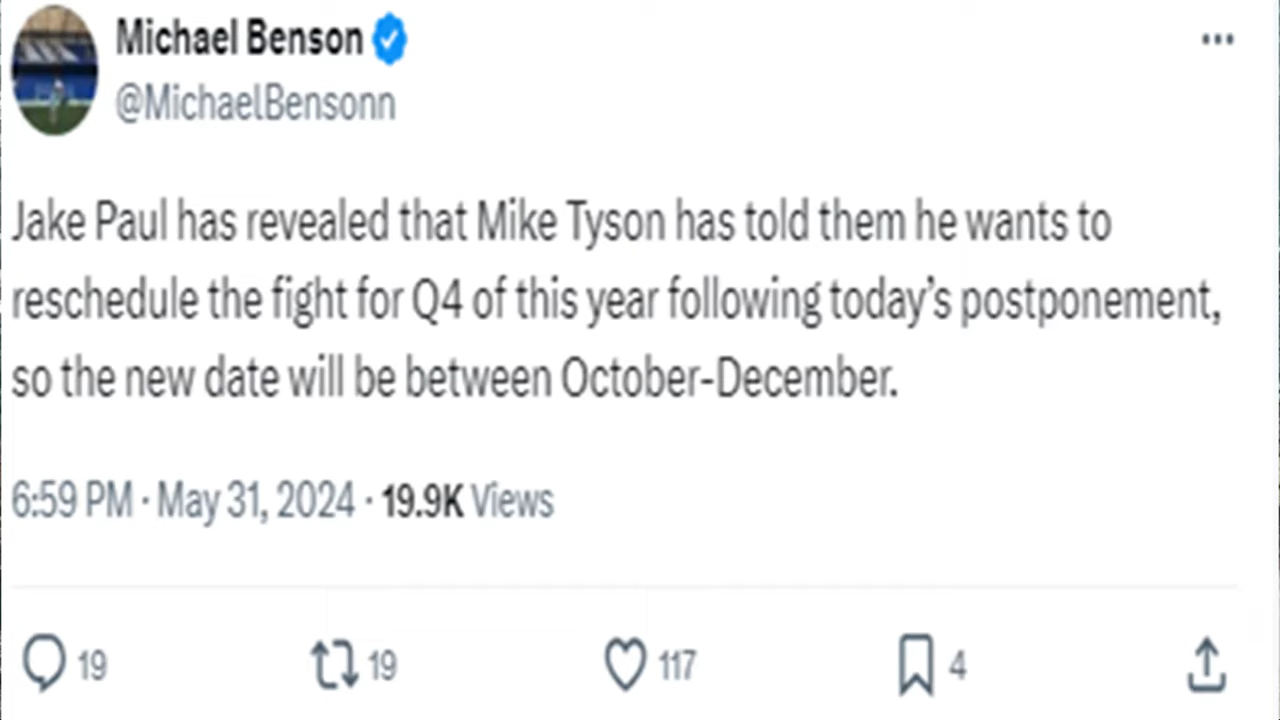 Michael Benson
@MichaelBensonn
Jake Paul has revealed that Mike Tyson has told them he wants to
reschedule the fight for Q4 of this year following today’s postponement,
so the new date will be between October-December.
6:59 PM · May 31, 2024 · 19.9K Views
19 19 117 4